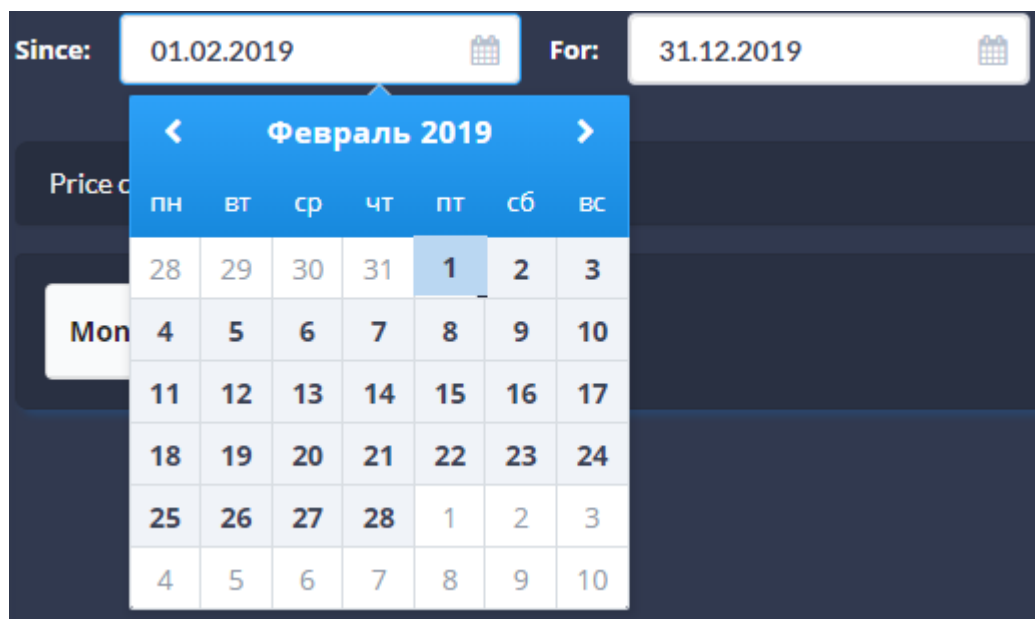 Since: 01.02.2019 For: 31.12.2019
Февраль 2019
Price
пн вт ср чт пт сб вс
28 29 30 31 1 2 3
Mon 4 5 6 7 8 9 10
11 12 13 14 15 16 17
18 19 20 21 22 23 24
25 26 27 28 1 2 3
4 5 6 7 8 9 10